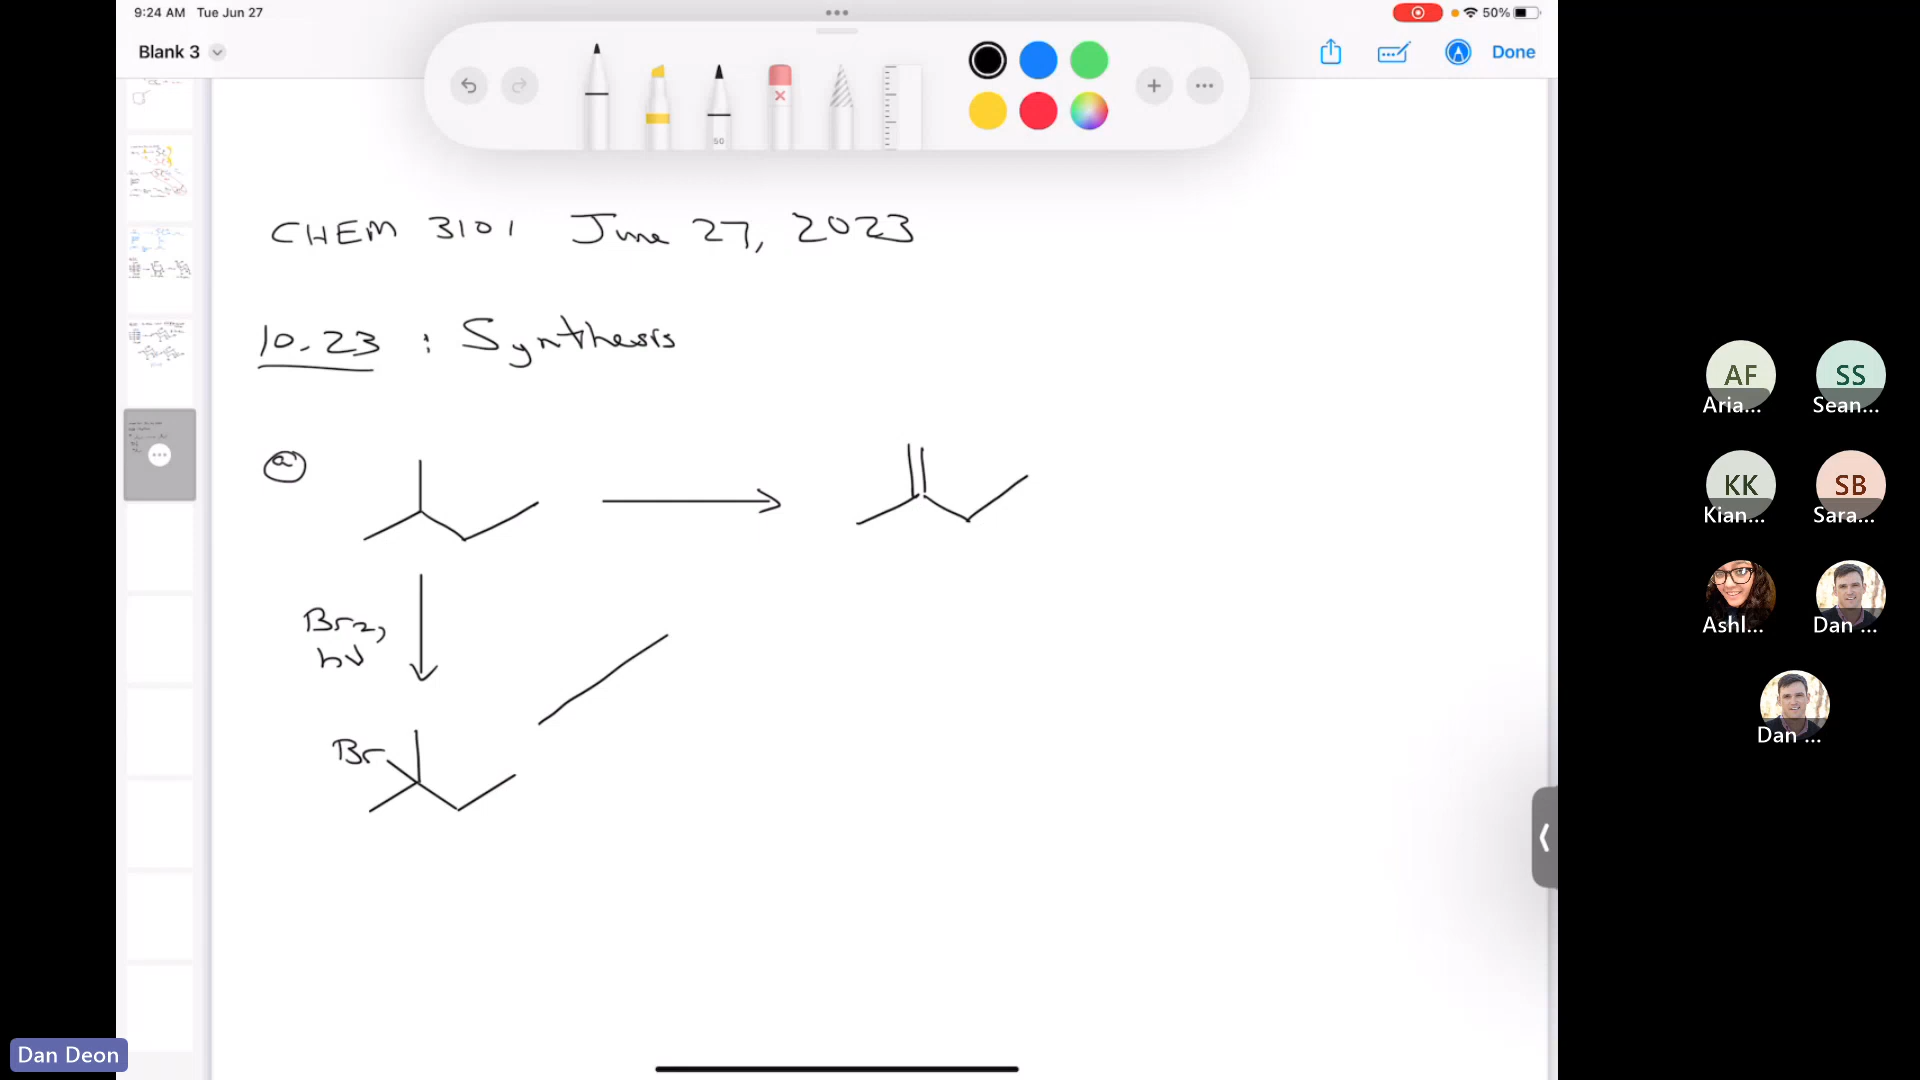 9:24 AM Tue Jun 27
50%
Blank 3
Done
50
CHEM 3101 June 27, 2023
10.23 : Synthesis
a
Br2,
hν
Br
AF
Aria...
SS
Sean...
KK
Kian...
SB
Sara...
Ashl...
Dan ...
Dan ...
Dan Deon